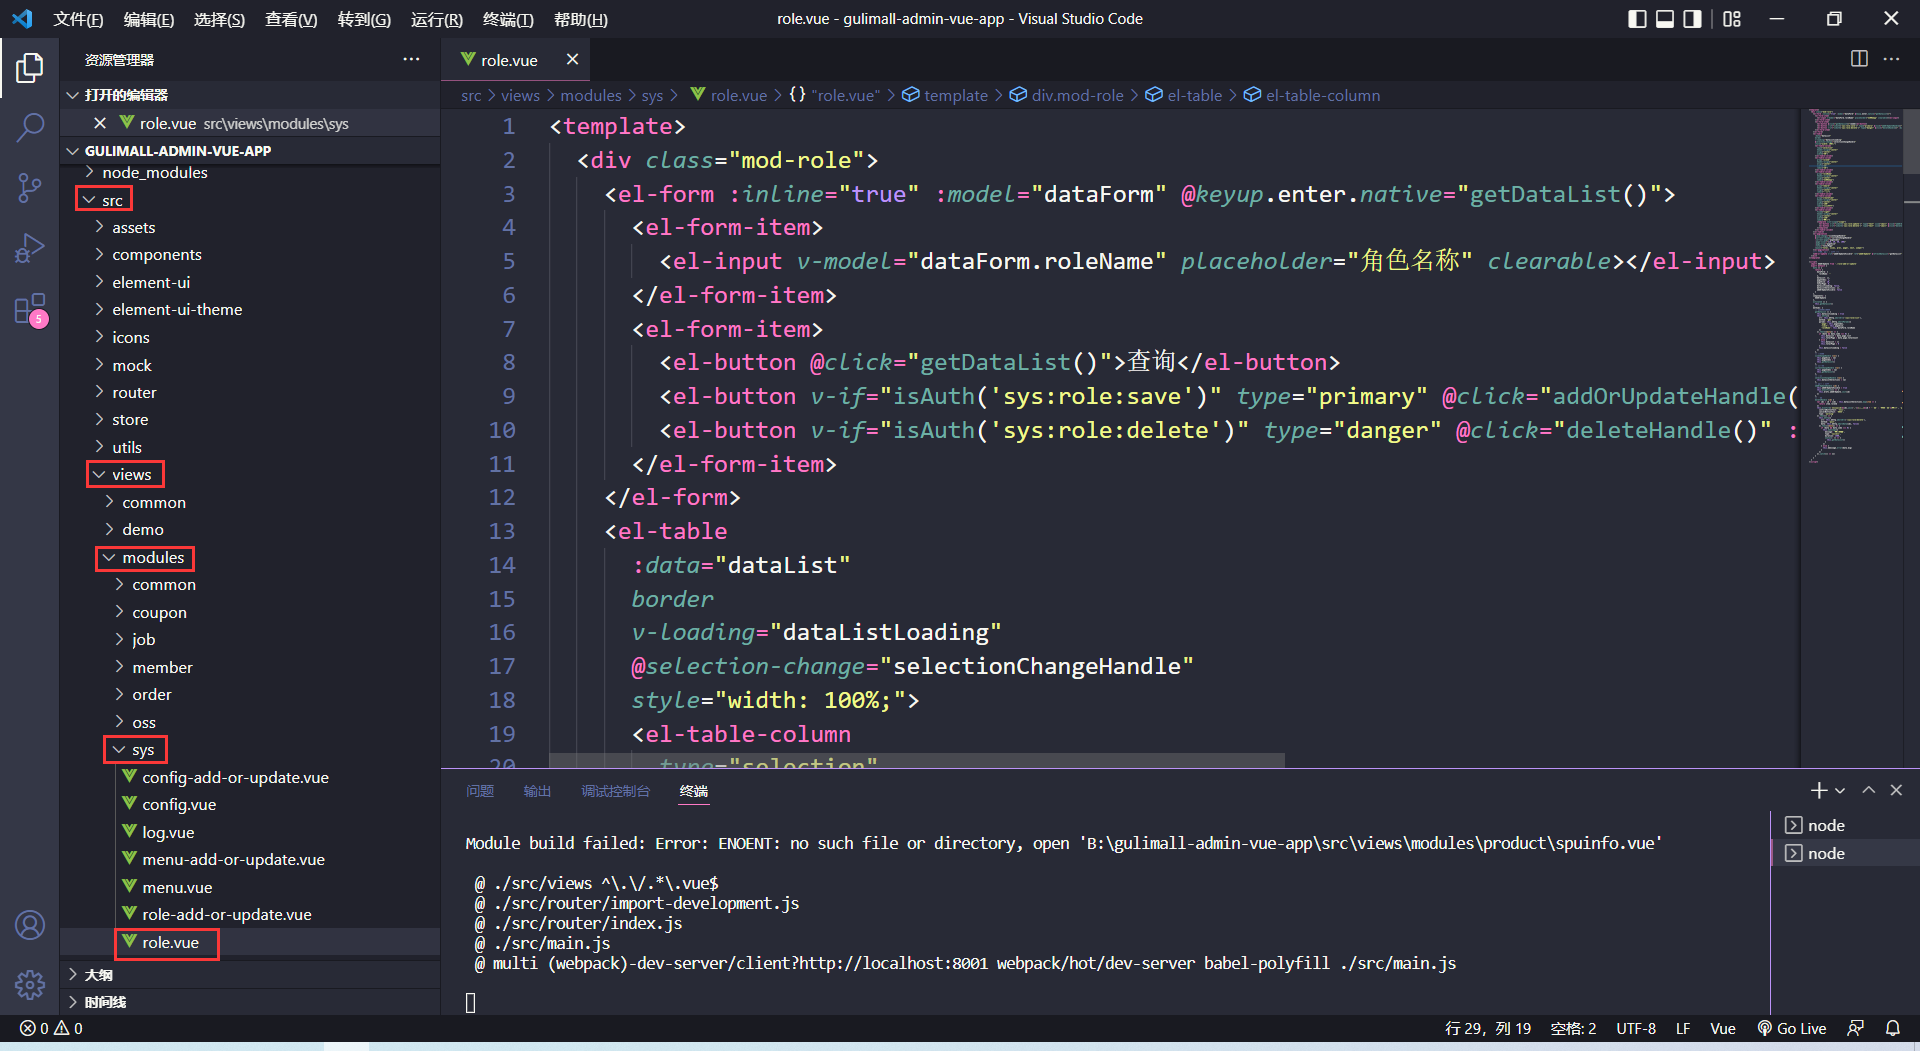 文件(F) 编辑(E) 选择(S) 查看(V) 转到(G) 运行(R) 终端(T) 帮助(H)
role.vue - gulimall-admin-vue-app - Visual Studio Code
资源管理器
打开的编辑器
role.vue src\views\modules\sys
GULIMALL-ADMIN-VUE-APP
node_modules
src
assets
components
element-ui
element-ui-theme
icons
mock
router
store
utils
views
common
demo
modules
common
coupon
job
member
order
oss
sys
config-add-or-update.vue
config.vue
log.vue
menu-add-or-update.vue
menu.vue
role-add-or-update.vue
role.vue
大纲
时间线
5
role.vue
src > views > modules > sys > role.vue > {} "role.vue" > template > div.mod-role > el-table > el-table-column
1 <template>
2 <div class="mod-role">
3 <el-form :inline="true" :model="dataForm" @keyup.enter.native="getDataList()">
4 <el-form-item>
5 <el-input v-model="dataForm.roleName" placeholder="角色名称" clearable></el-input>
6 </el-form-item>
7 <el-form-item>
8 <el-button @click="getDataList()">查询</el-button>
9 <el-button v-if="isAuth('sys:role:save')" type="primary" @click="addOrUpdateHandle(
10 <el-button v-if="isAuth('sys:role:delete')" type="danger" @click="deleteHandle()" :
11 </el-form-item>
12 </el-form>
13 <el-table
14 :data="dataList"
15 border
16 v-loading="dataListLoading"
17 @selection-change="selectionChangeHandle"
18 style="width: 100%;">
19 <el-table-column
20 type="selection"
问题 输出 调试控制台 终端
Module build failed: Error: ENOENT: no such file or directory, open 'B:\gulimall-admin-vue-app\src\views\modules\product\spuinfo.vue'
@ ./src/views ^\.\/.*\.vue$
@ ./src/router/import-development.js
@ ./src/router/index.js
@ ./src/main.js
@ multi (webpack)-dev-server/client?http://localhost:8001 webpack/hot/dev-server babel-polyfill ./src/main.js
node
node
0 0
行 29，列 19 空格: 2 UTF-8 LF Vue Go Live